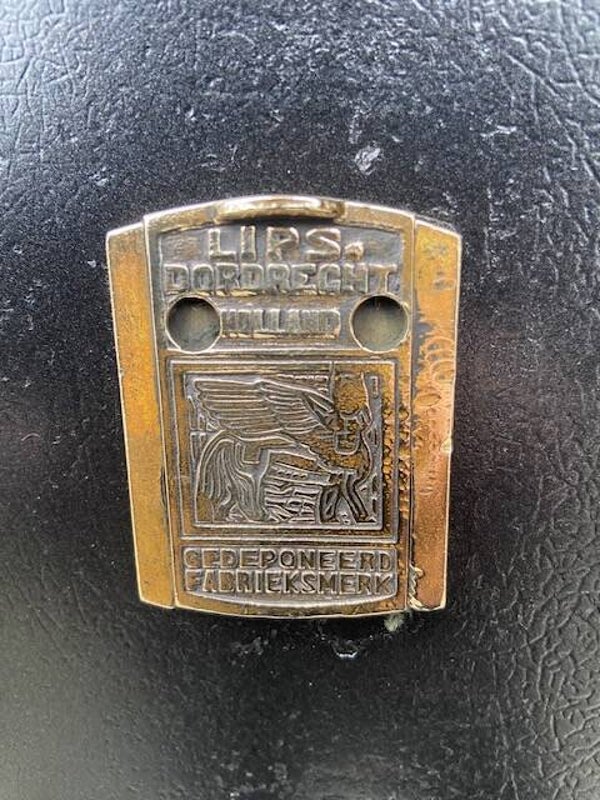 LIPS.
DORDRECHT
HOLLAND
GEDEPONEERD
FABRIEKSMERK